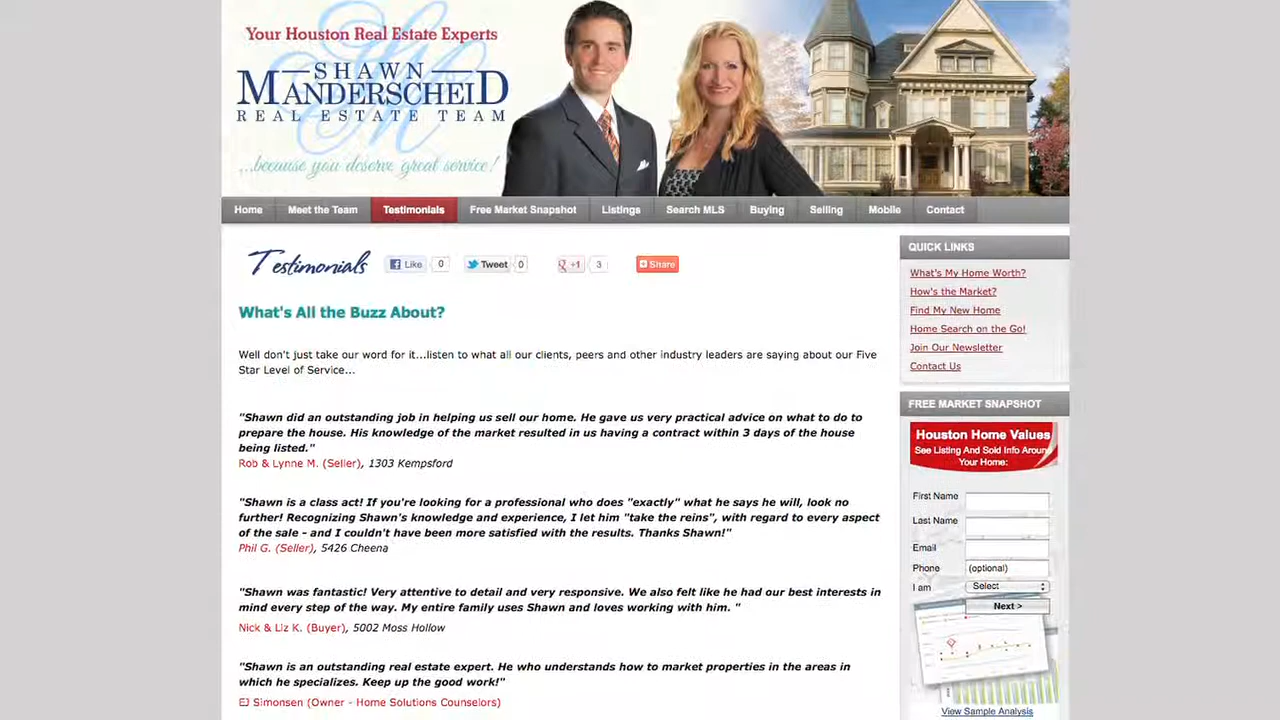 Your Houston Real Estate Experts
SHAWN
MANDERSCHEID
REAL ESTATE TEAM
...because you deserve great service!
Home Meet the Team Testimonials Free Market Snapshot Listings Search MLS Buying Selling Mobile Contact
Testimonials Like 0 Tweet 0 +1 3 Share
What's All the Buzz About?
Well don't just take our word for it...listen to what all our clients, peers and other industry leaders are saying about our Five
Star Level of Service...
"Shawn did an outstanding job in helping us sell our home. He gave us very practical advice on what to do to
prepare the house. His knowledge of the market resulted in us having a contract within 3 days of the house
being listed."
Rob & Lynne M. (Seller), 1303 Kempsford
"Shawn is a class act! If you're looking for a professional who does "exactly" what he says he will, look no
further! Recognizing Shawn's knowledge and experience, I let him "take the reins", with regard to every aspect
of the sale - and I couldn't have been more satisfied with the results. Thanks Shawn!"
Phil G. (Seller), 5426 Cheena
"Shawn was fantastic! Very attentive to detail and very responsive. We also felt like he had our best interests in
mind every step of the way. My entire family uses Shawn and loves working with him. "
Nick & Liz K. (Buyer), 5002 Moss Hollow
"Shawn is an outstanding real estate expert. He who understands how to market properties in the areas in
which he specializes. Keep up the good work!"
EJ Simonsen (Owner - Home Solutions Counselors)
QUICK LINKS
What's My Home Worth?
How's the Market?
Find My New Home
Home Search on the Go!
Join Our Newsletter
Contact Us
FREE MARKET SNAPSHOT
Houston Home Values
See Listing And Sold Info Around
Your Home:
First Name
Last Name
Email
Phone (optional)
I am Select
Next >
View Sample Analysis